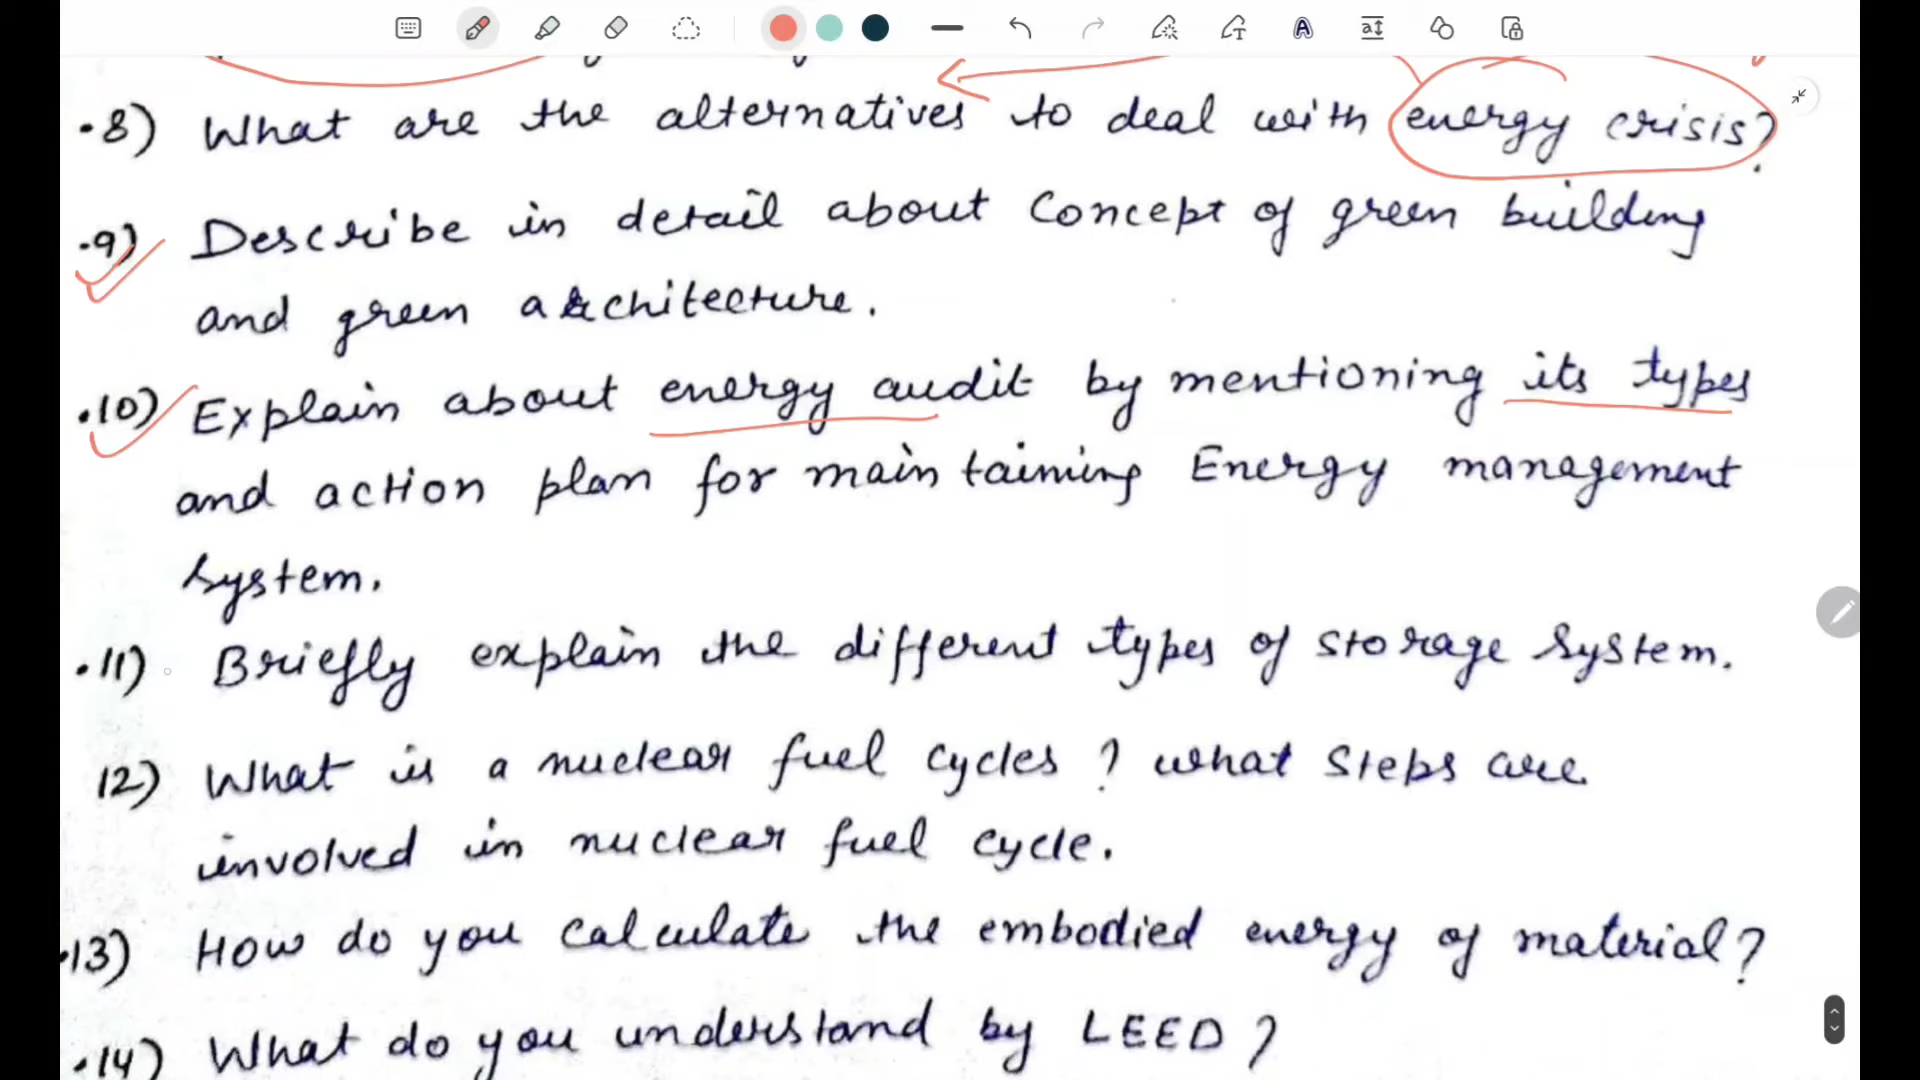 .8) What are the alternatives to deal with energy crisis?
.9) Describe in detail about Concept of green building
and green architecture.
.10) Explain about energy audit by mentioning its types
and action plan for maintaining Energy management
System.
.11) Briefly explain the different types of storage System.
12) What is a nuclear fuel cycles ? what Steps are
involved in nuclear fuel cycle.
.13) How do you calculate the embodied energy of material?
.14) What do you understand by LEED ?